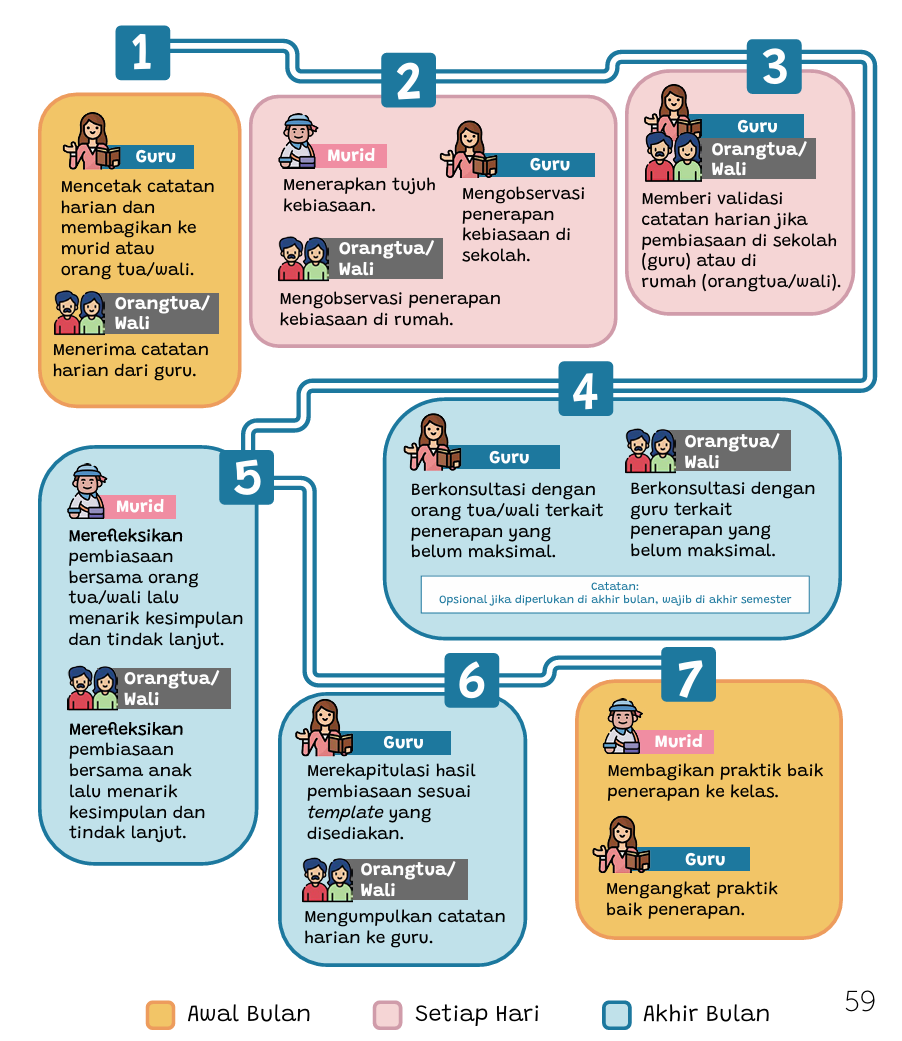 1
Guru
Mencetak catatan
harian dan
membagikan ke
murid atau
orang tua/wali.
Orangtua/
Wali
Menerima catatan
harian dari guru.
2
Murid
Menerapkan tujuh
kebiasaan.
Guru
Mengobservasi
penerapan
kebiasaan di
sekolah.
Orangtua/
Wali
Mengobservasi penerapan
kebiasaan di rumah.
3
Guru
Orangtua/
Wali
Memberi validasi
catatan harian jika
pembiasaan di sekolah
(guru) atau di
rumah (orangtua/wali).
4
Guru
Berkonsultasi dengan
orang tua/wali terkait
penerapan yang
belum maksimal.
Orangtua/
Wali
Berkonsultasi dengan
guru terkait
penerapan yang
belum maksimal.
Catatan:
Opsional jika diperlukan di akhir bulan, wajib di akhir semester
5
Murid
Merefleksikan
pembiasaan
bersama orang
tua/wali lalu
menarik kesimpulan
dan tindak lanjut.
Orangtua/
Wali
Merefleksikan
pembiasaan
bersama anak
lalu menarik
kesimpulan dan
tindak lanjut.
6
Guru
Merekapitulasi hasil
pembiasaan sesuai
template yang
disediakan.
Orangtua/
Wali
Mengumpulkan catatan
harian ke guru.
7
Murid
Membagikan praktik baik
penerapan ke kelas.
Guru
Mengangkat praktik
baik penerapan.
Awal Bulan
Setiap Hari
Akhir Bulan
59